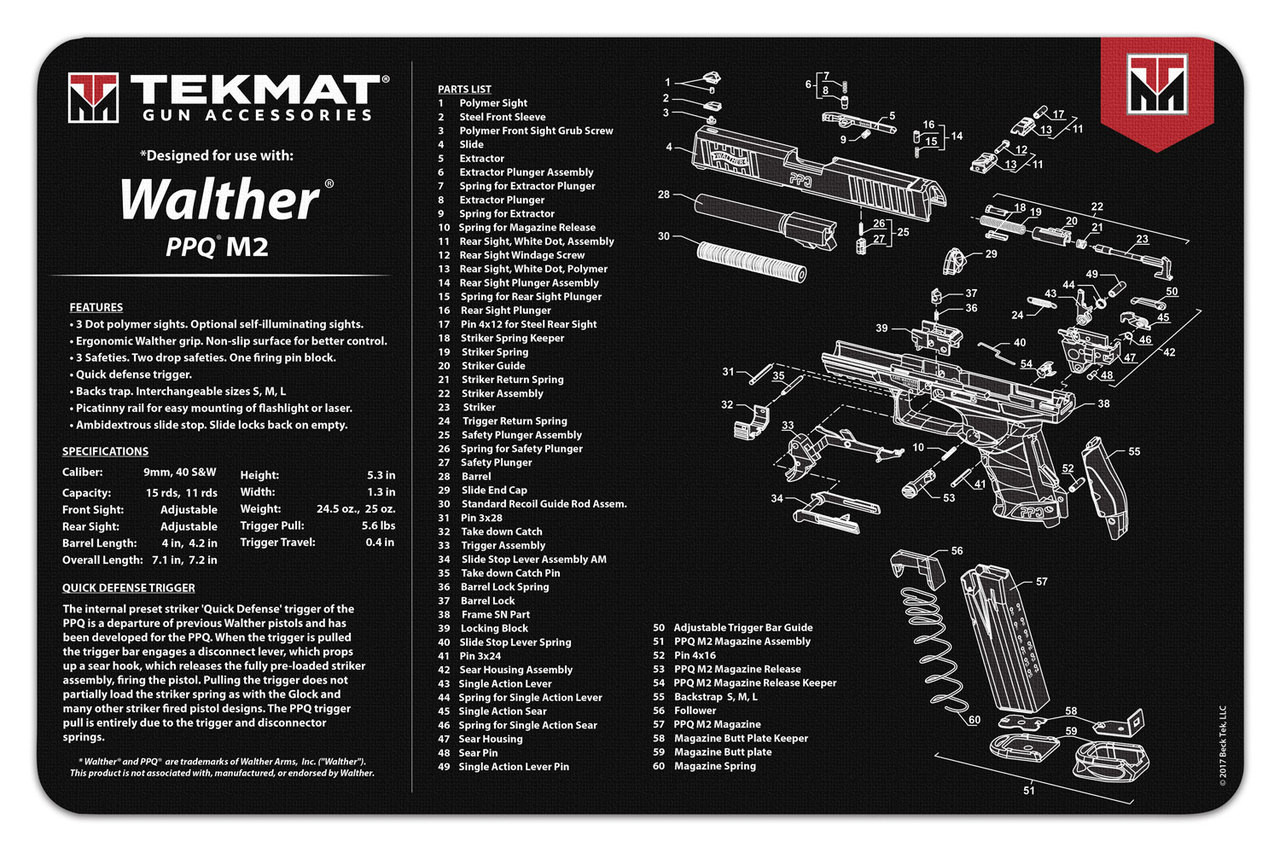 TEKMAT®
GUN ACCESSORIES
*Designed for use with:
Walther®
PPQ® M2
FEATURES
• 3 Dot polymer sights. Optional self-illuminating sights.
• Ergonomic Walther grip. Non-slip surface for better control.
• 3 Safeties. Two drop safeties. One firing pin block.
• Quick defense trigger.
• Backs trap. Interchangeable sizes S, M, L
• Picatinny rail for easy mounting of flashlight or laser.
• Ambidextrous slide stop. Slide locks back on empty.
SPECIFICATIONS
Caliber: 9mm, 40 S&W
Capacity: 15 rds, 11 rds
Front Sight: Adjustable
Rear Sight: Adjustable
Barrel Length: 4 in, 4.2 in
Overall Length: 7.1 in, 7.2 in
Height: 5.3 in
Width: 1.3 in
Weight: 24.5 oz., 25 oz.
Trigger Pull: 5.6 lbs
Trigger Travel: 0.4 in
QUICK DEFENSE TRIGGER
The internal preset striker 'Quick Defense' trigger of the
PPQ is a departure of previous Walther pistols and has
been developed for the PPQ. When the trigger is pulled
the trigger bar engages a disconnect lever, which props
up a sear hook, which releases the fully pre-loaded striker
assembly, firing the pistol. Pulling the trigger does not
partially load the striker spring as with the Glock and
many other striker fired pistol designs. The PPQ trigger
pull is entirely due to the trigger and disconnector
springs.
* Walther® and PPQ® are trademarks of Walther Arms, Inc. ("Walther").
This product is not associated with, manufactured, or endorsed by Walther.
PARTS LIST
1 Polymer Sight
2 Steel Front Sleeve
3 Polymer Front Sight Grub Screw
4 Slide
5 Extractor
6 Extractor Plunger Assembly
7 Spring for Extractor Plunger
8 Extractor Plunger
9 Spring for Extractor
10 Spring for Magazine Release
11 Rear Sight, White Dot, Assembly
12 Rear Sight Windage Screw
13 Rear Sight, White Dot, Polymer
14 Rear Sight Plunger Assembly
15 Spring for Rear Sight Plunger
16 Rear Sight Plunger
17 Pin 4x12 for Steel Rear Sight
18 Striker Spring Keeper
19 Striker Spring
20 Striker Guide
21 Striker Return Spring
22 Striker Assembly
23 Striker
24 Trigger Return Spring
25 Safety Plunger Assembly
26 Spring for Safety Plunger
27 Safety Plunger
28 Barrel
29 Slide End Cap
30 Standard Recoil Guide Rod Assem.
31 Pin 3x28
32 Take down Catch
33 Trigger Assembly
34 Slide Stop Lever Assembly AM
35 Take down Catch Pin
36 Barrel Lock Spring
37 Barrel Lock
38 Frame SN Part
39 Locking Block
40 Slide Stop Lever Spring
41 Pin 3x24
42 Sear Housing Assembly
43 Single Action Lever
44 Spring for Single Action Lever
45 Single Action Sear
46 Spring for Single Action Sear
47 Sear Housing
48 Sear Pin
49 Single Action Lever Pin
50 Adjustable Trigger Bar Guide
51 PPQ M2 Magazine Assembly
52 Pin 4x16
53 PPQ M2 Magazine Release
54 PPQ M2 Magazine Release Keeper
55 Backstrap S, M, L
56 Follower
57 PPQ M2 Magazine
58 Magazine Butt Plate Keeper
59 Magazine Butt plate
60 Magazine Spring
1
2
3
4
7
6
8
5
9
16
14
15
17
13 11
12
13 11
28
30
26
25
27
22
18 19
20
21
23
29
37
36
39
40
24
43
44
49
50
45
46
47
42
48
54
38
31
35
32
33
34
10
53
41
52
55
56
57
60
58
59
51
PPQ
PPQ
© 2017 Beck Tek, LLC